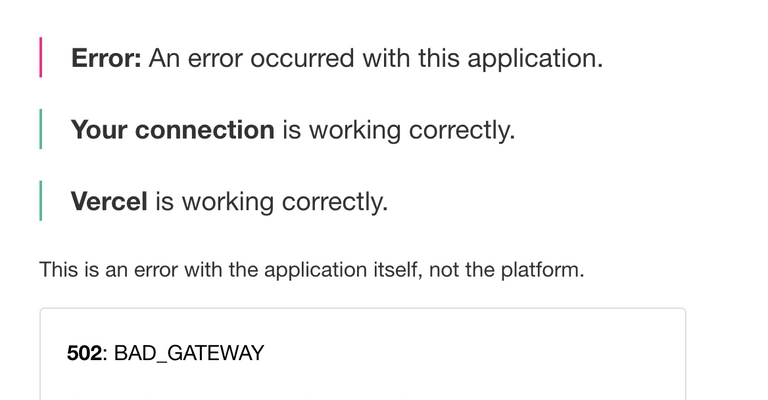 Error: An error occurred with this application.
Your connection is working correctly.
Vercel is working correctly.
This is an error with the application itself, not the platform.
502: BAD_GATEWAY